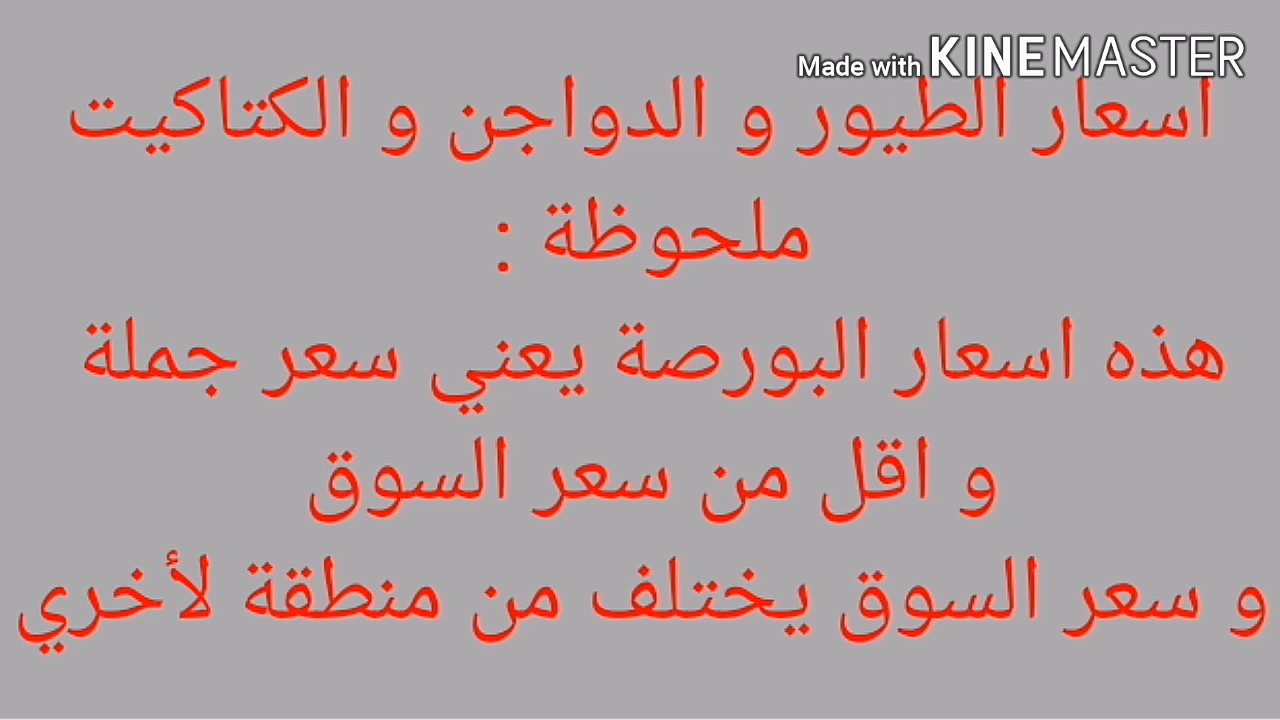 Made with KINEMASTER
اسعار الطيور و الدواجن و الكتاكيت
ملحوظة :
هذه اسعار البورصة يعني سعر جملة
و اقل من سعر السوق
و سعر السوق يختلف من منطقة لأخري